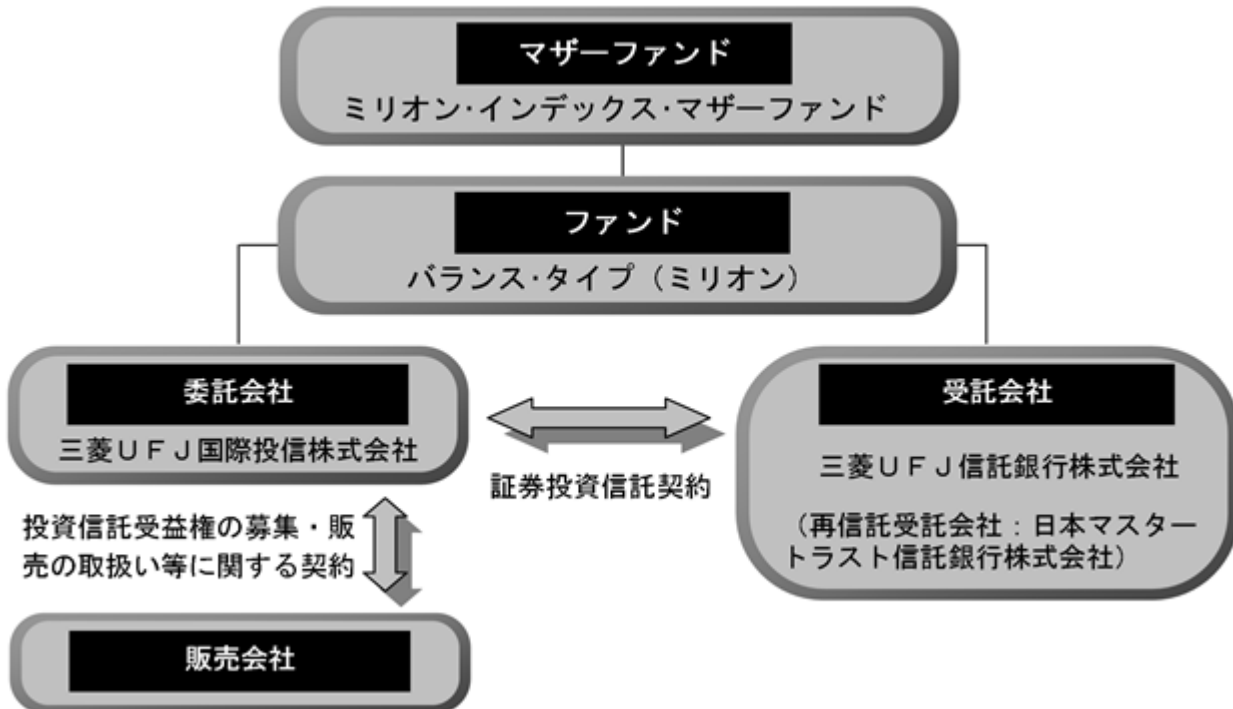 マザーファンド
ミリオン・インデックス・マザーファンド
ファンド
バランス・タイプ（ミリオン）
委託会社
三菱ＵＦＪ国際投信株式会社
証券投資信託契約
受託会社
三菱ＵＦＪ信託銀行株式会社
（再信託受託会社：日本マスター
トラスト信託銀行株式会社）
投資信託受益権の募集・販
売の取扱い等に関する契約
販売会社